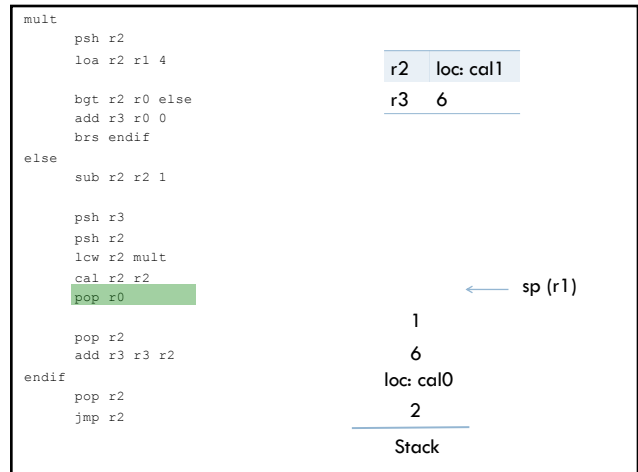 mult
psh r2
loa r2 r1 4
bgt r2 r0 else
add r3 r0 0
brs endif
else
sub r2 r2 1
psh r3
psh r2
lcw r2 mult
cal r2 r2
pop r0
pop r2
add r3 r3 r2
endif
pop r2
jmp r2
r2 loc: cal1
r3 6
sp (r1)
1
6
loc: cal0
2
Stack